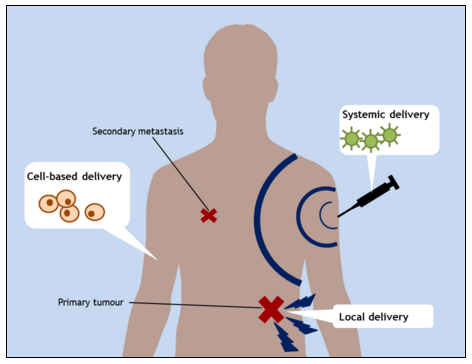 Systemic delivery
Secondary metastasis
Cell-based delivery
Primary tumour
Local delivery